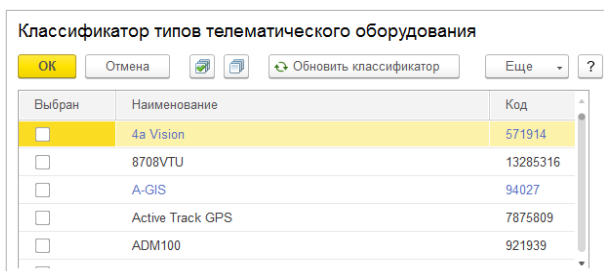 Классификатор типов телематического оборудования
ОК Отмена Обновить классификатор Еще ?
Выбран Наименование Код
4a Vision 571914
8708VTU 13285316
A-GIS 94027
Active Track GPS 7875809
ADM100 921939